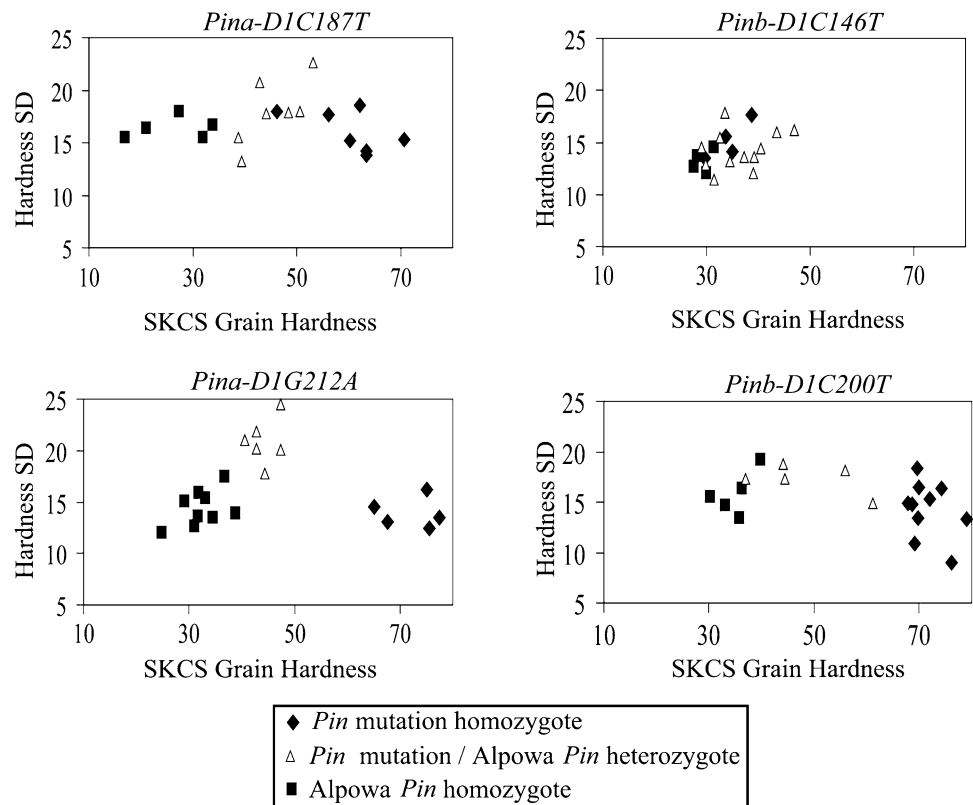 Pina-D1C187T
25
20
15
10
5
Hardness SD
10 30 50 70
SKCS Grain Hardness
Pinb-D1C146T
25
20
15
10
5
Hardness SD
10 30 50 70
SKCS Grain Hardness
Pina-D1G212A
25
20
15
10
5
Hardness SD
10 30 50 70
SKCS Grain Hardness
Pinb-D1C200T
25
20
15
10
5
Hardness SD
10 30 50 70
SKCS Grain Hardness
Pin mutation homozygote
Pin mutation / Alpowa Pin heterozygote
Alpowa Pin homozygote